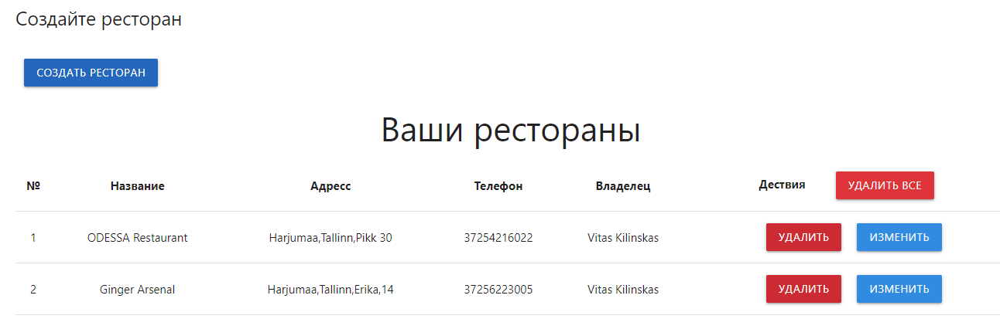 Создайте ресторан
СОЗДАТЬ РЕСТОРАН
Ваши рестораны
№ Название Адресс Телефон Владелец Дествия УДАЛИТЬ ВСЕ
1 ODESSA Restaurant Harjumaa,Tallinn,Pikk 30 37254216022 Vitas Kilinskas УДАЛИТЬ ИЗМЕНИТЬ
2 Ginger Arsenal Harjumaa,Tallinn,Erika,14 37256223005 Vitas Kilinskas УДАЛИТЬ ИЗМЕНИТЬ